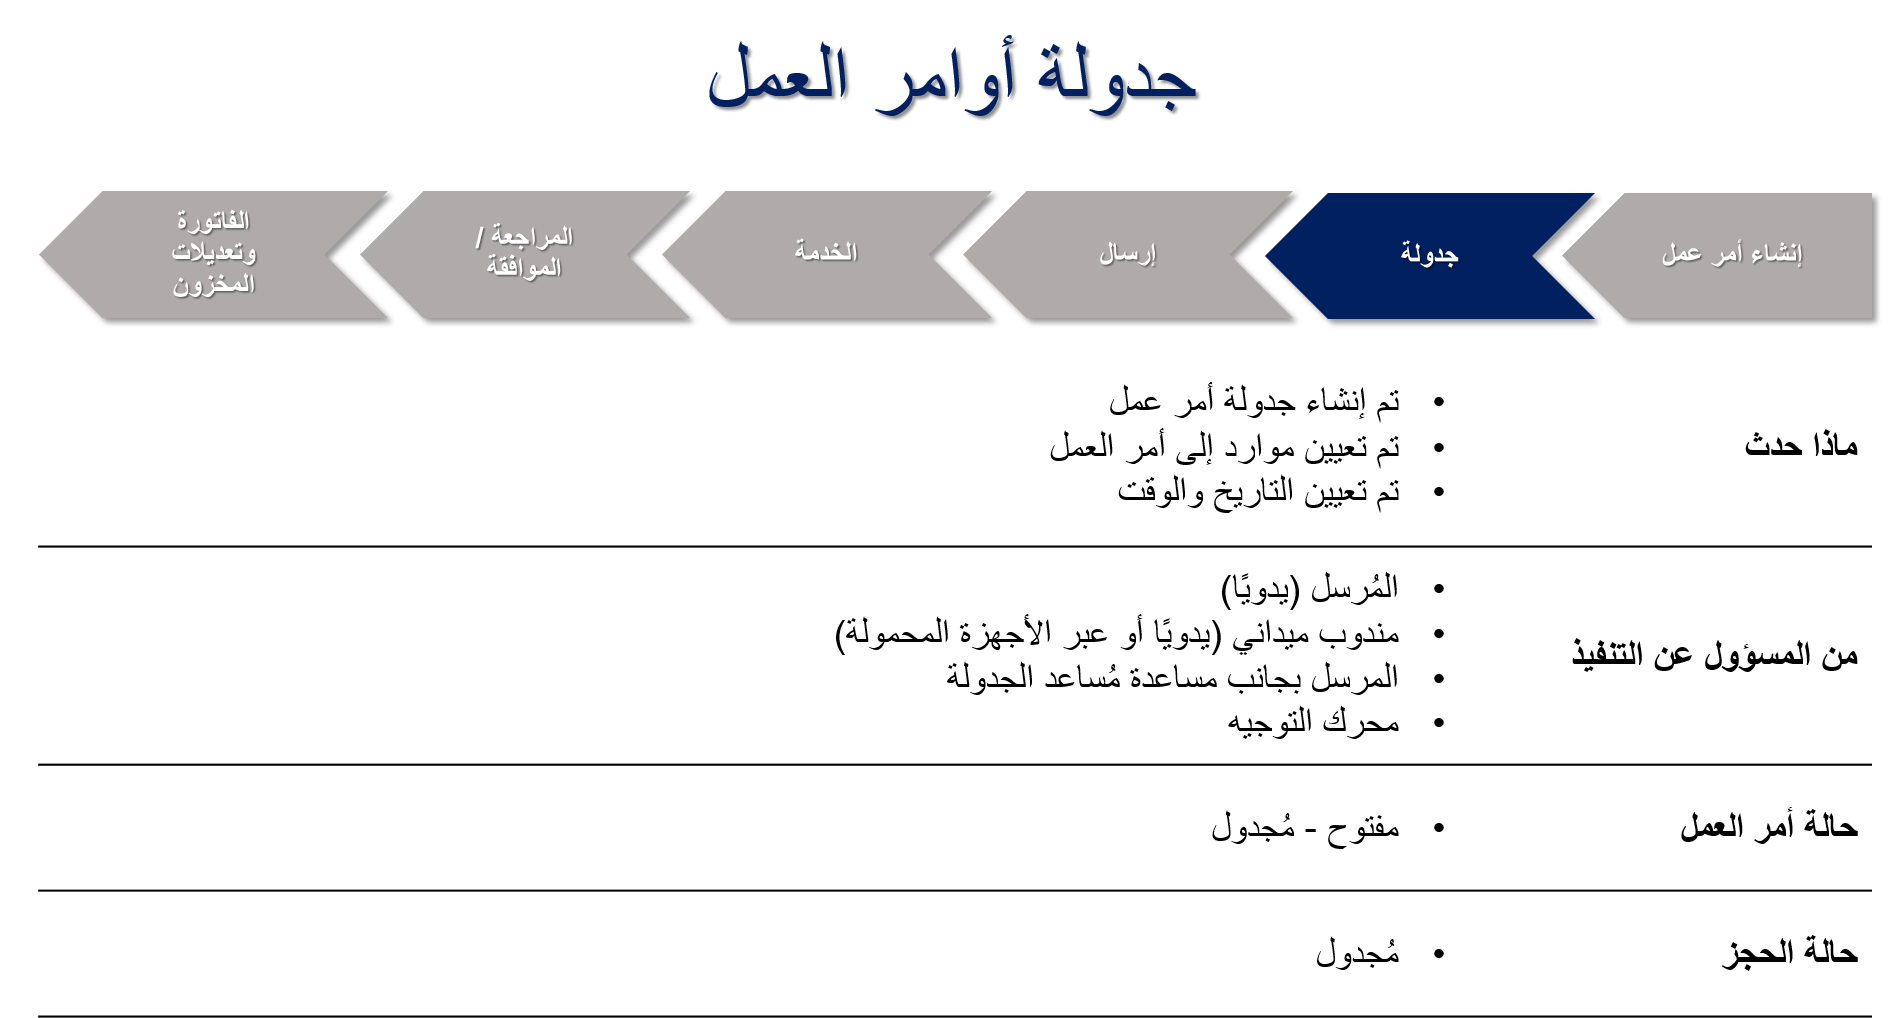 جدولة أوامر العمل
إنشاء أمر عمل
جدولة
إرسال
الخدمة
المراجعة /
الموافقة
الفاتورة
وتعديلات
المخزون
ماذا حدث
• تم إنشاء جدولة أمر عمل
• تم تعيين موارد إلى أمر العمل
• تم تعيين التاريخ والوقت
من المسؤول عن التنفيذ
• المُرسل (يدويًا)
• مندوب ميداني (يدويًا أو عبر الأجهزة المحمولة)
• المرسل بجانب مساعدة مُساعد الجدولة
• محرك التوجيه
حالة أمر العمل
• مفتوح - مُجدول
حالة الحجز
• مُجدول